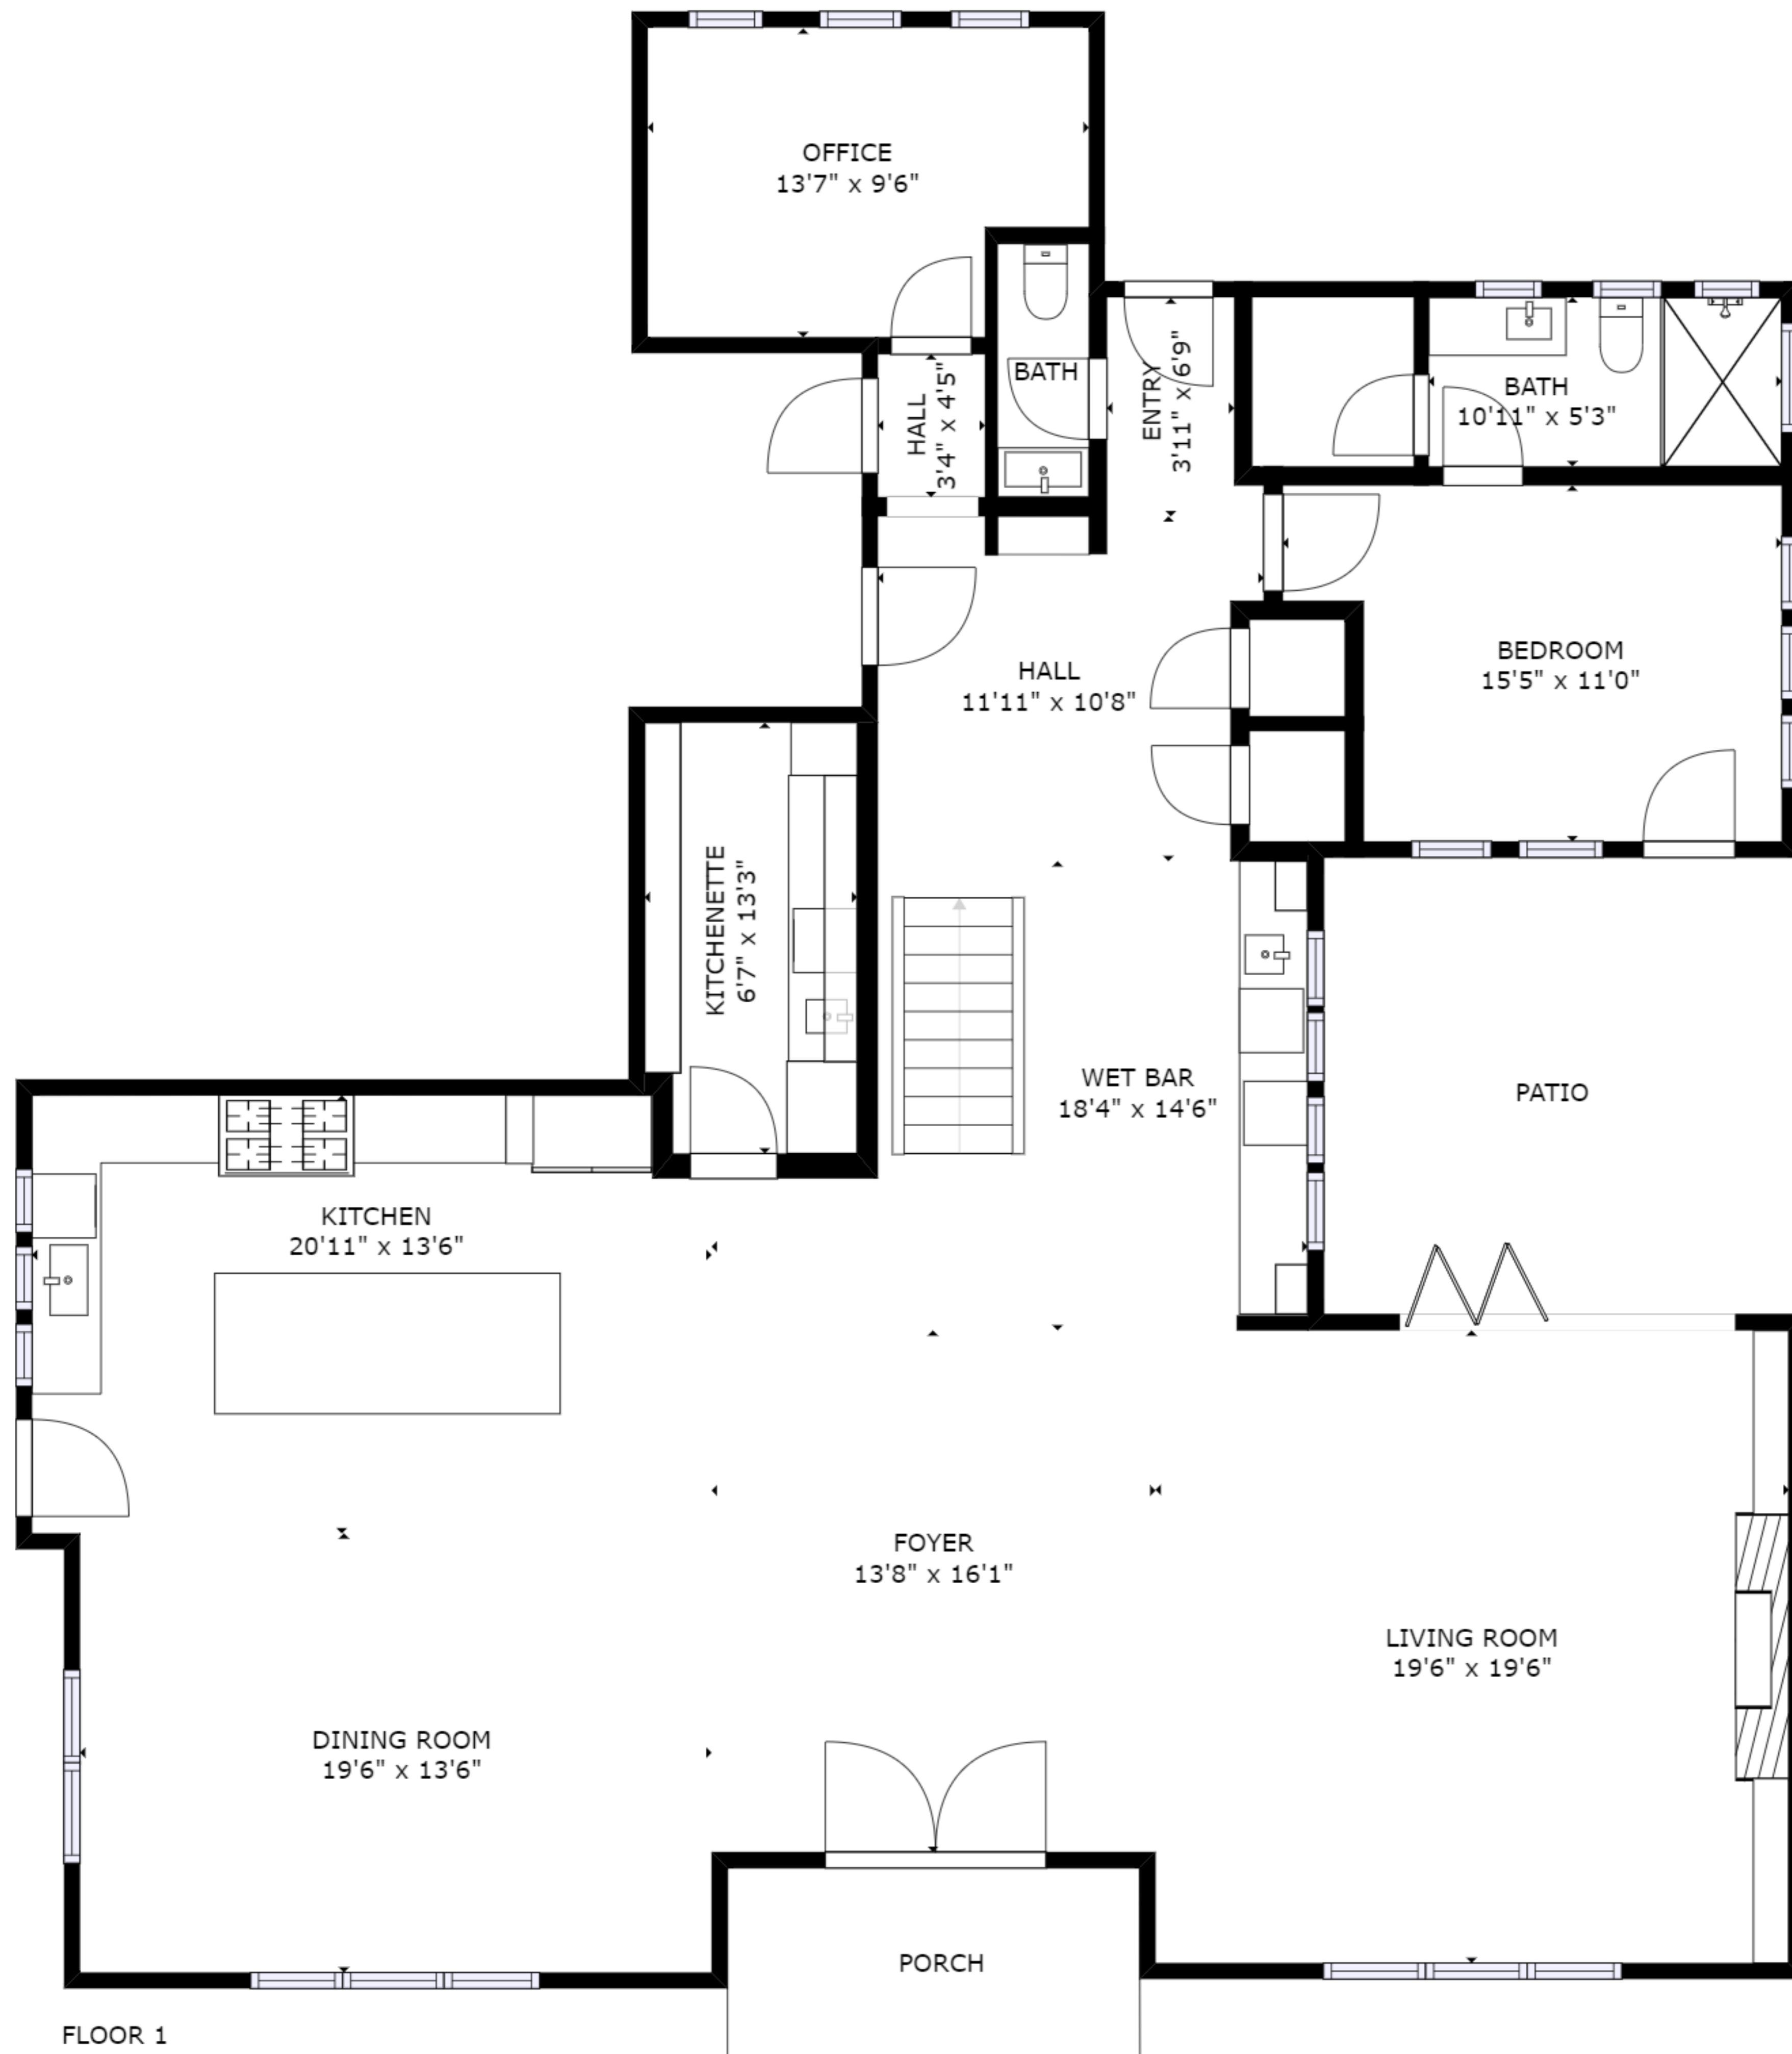 OFFICE
13'7" x 9'6"
HALL
3'4" x 4'5"
BATH
ENTRY
3'11" x 6'9"
BATH
10'11" x 5'3"
HALL
11'11" x 10'8"
BEDROOM
15'5" x 11'0"
KITCHENETTE
6'7" x 13'3"
WET BAR
18'4" x 14'6"
PATIO
KITCHEN
20'11" x 13'6"
FOYER
13'8" x 16'1"
LIVING ROOM
19'6" x 19'6"
DINING ROOM
19'6" x 13'6"
PORCH
FLOOR 1